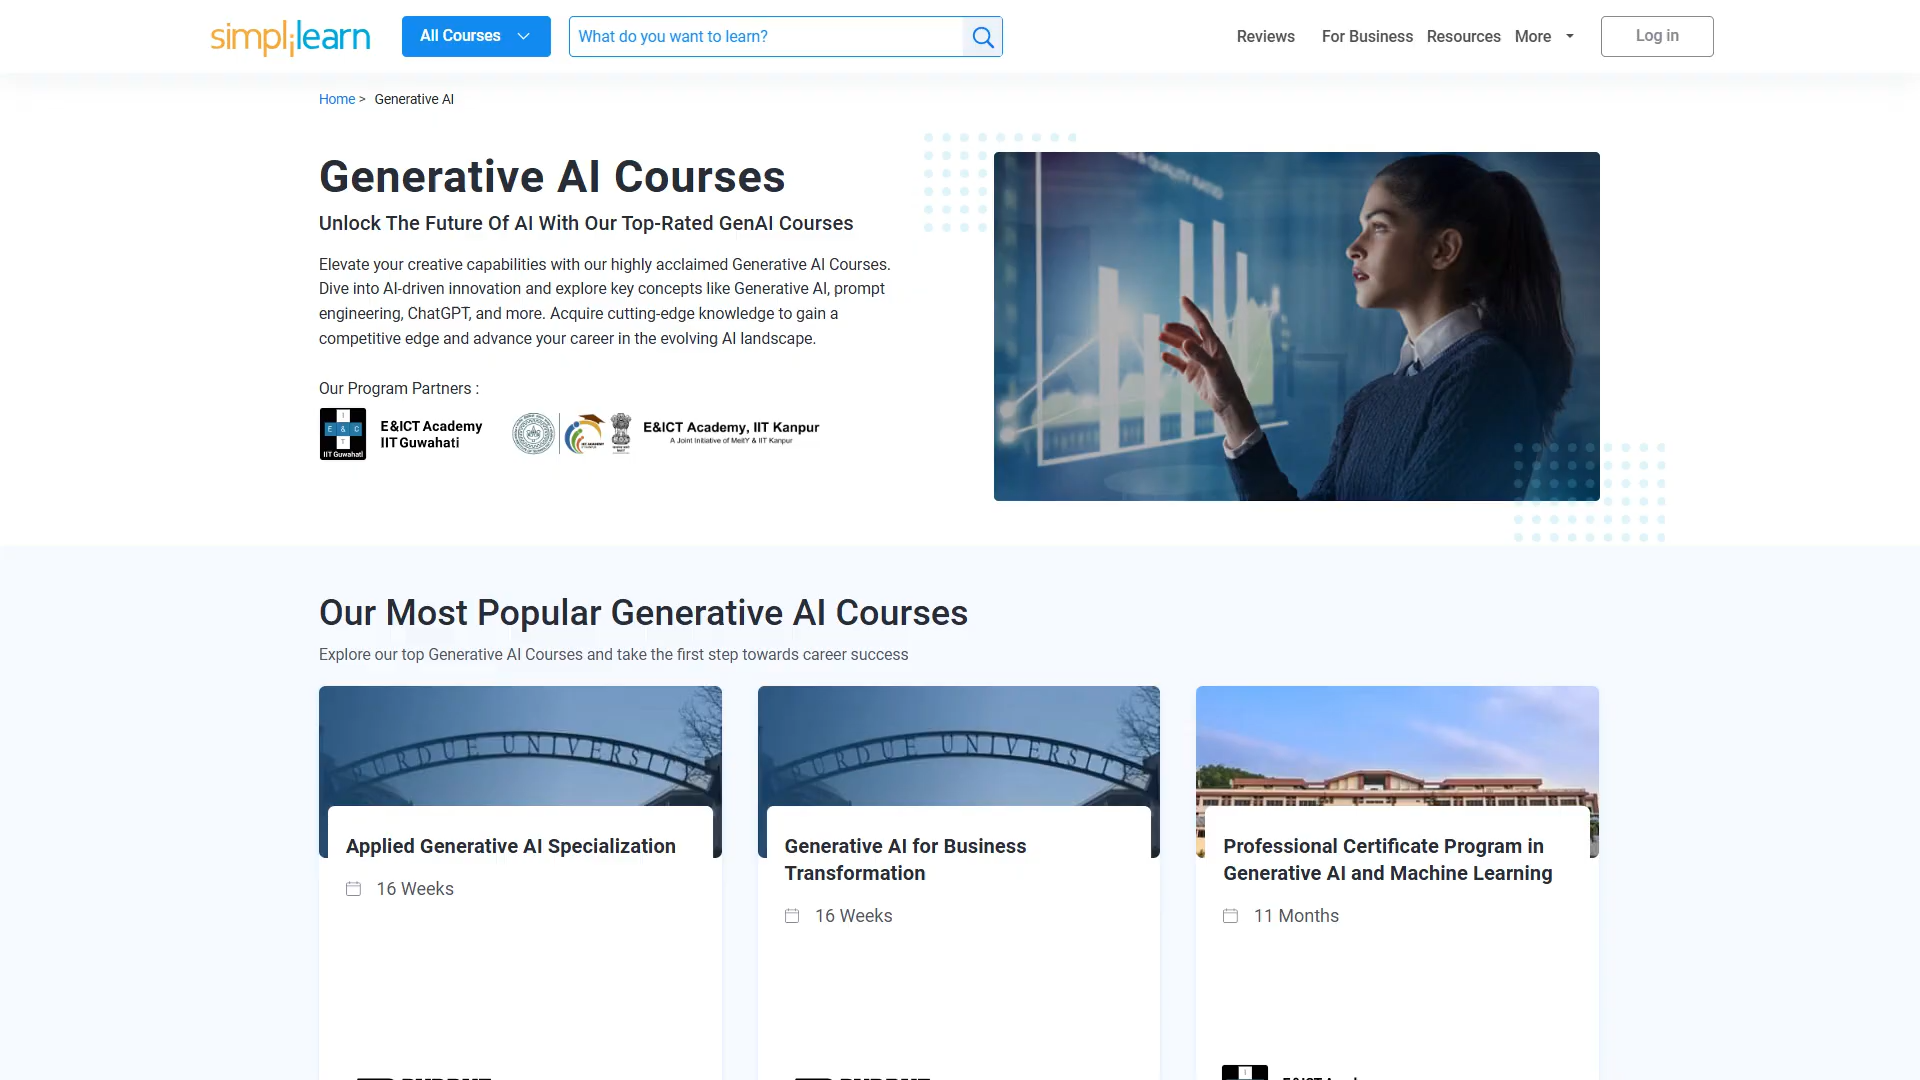 simplilearn
All Courses
What do you want to learn?
Reviews
For Business
Resources
More
Log in
Home > Generative AI
Generative AI Courses
Unlock The Future Of AI With Our Top-Rated GenAI Courses
Elevate your creative capabilities with our highly acclaimed Generative AI Courses.
Dive into AI-driven innovation and explore key concepts like Generative AI, prompt
engineering, ChatGPT, and more. Acquire cutting-edge knowledge to gain a
competitive edge and advance your career in the evolving AI landscape.
Our Program Partners :
I
E & C
T
IIT Guwahati
E&ICT Academy
IIT Guwahati
E&ICT Academy, IIT Kanpur
A Joint Initiative of MeitY & IIT Kanpur
& QUALITY RATIO
Our Most Popular Generative AI Courses
Explore our top Generative AI Courses and take the first step towards career success
PURDUE UNIVERSITY
Applied Generative AI Specialization
16 Weeks
PURDUE UNIVERSITY
Generative AI for Business
Transformation
16 Weeks
Professional Certificate Program in
Generative AI and Machine Learning
11 Months